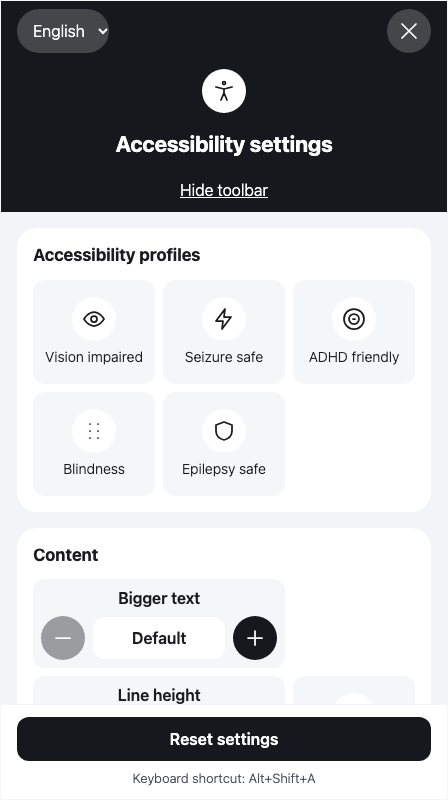 English
Accessibility settings
Hide toolbar
Accessibility profiles
Vision impaired
Seizure safe
ADHD friendly
Blindness
Epilepsy safe
Content
Bigger text
Default
Line height
Reset settings
Keyboard shortcut: Alt+Shift+A